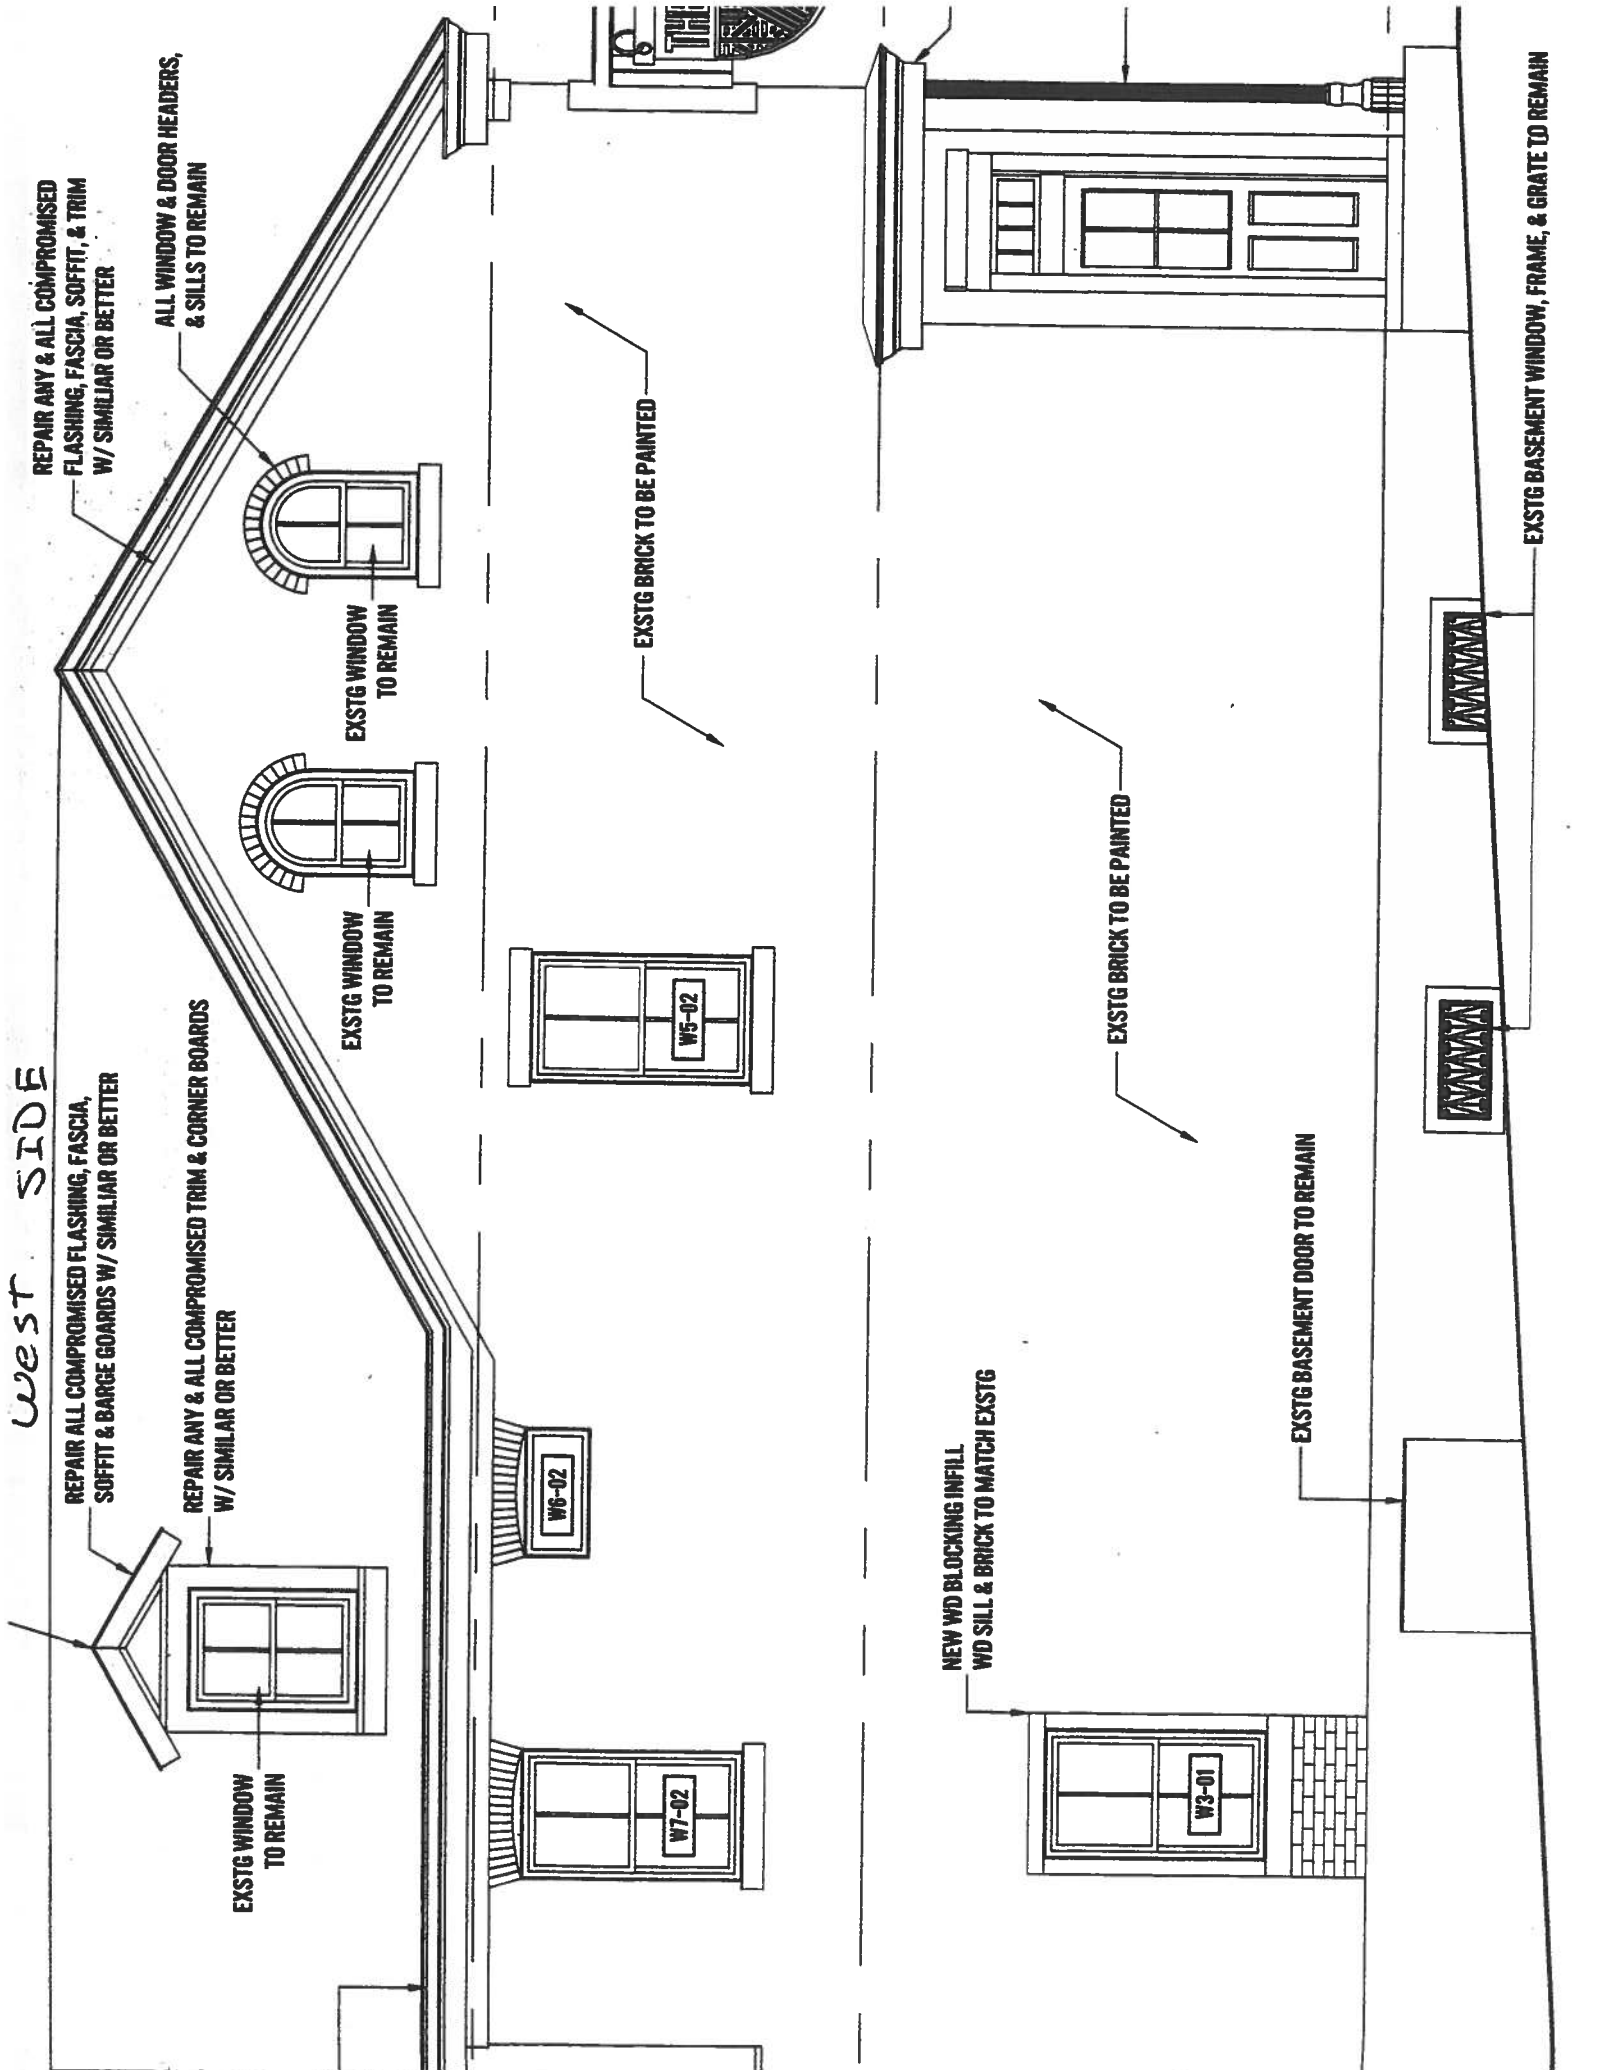 West SIDE
REPAIR ALL COMPROMISED FLASHING, FASCIA,
SOFFIT & BARGE GOARDS W/ SIMILIAR OR BETTER
REPAIR ANY & ALL COMPROMISED TRIM & CORNER BOARDS
W/ SIMILAR OR BETTER
EXSTG WINDOW
TO REMAIN
REPAIR ANY & ALL COMPROMISED
FLASHING, FASCIA, SOFFIT, & TRIM
W/ SIMILIAR OR BETTER
ALL WINDOW & DOOR HEADERS,
& SILLS TO REMAIN
EXSTG WINDOW
TO REMAIN
EXSTG WINDOW
TO REMAIN
W7-02
W6-02
W5-02
EXSTG BRICK TO BE PAINTED
NEW WD BLOCKING INFILL
WD SILL & BRICK TO MATCH EXSTG
W3-01
EXSTG BRICK TO BE PAINTED
EXSTG BASEMENT DOOR TO REMAIN
EXSTG BASEMENT WINDOW, FRAME, & GRATE TO REMAIN